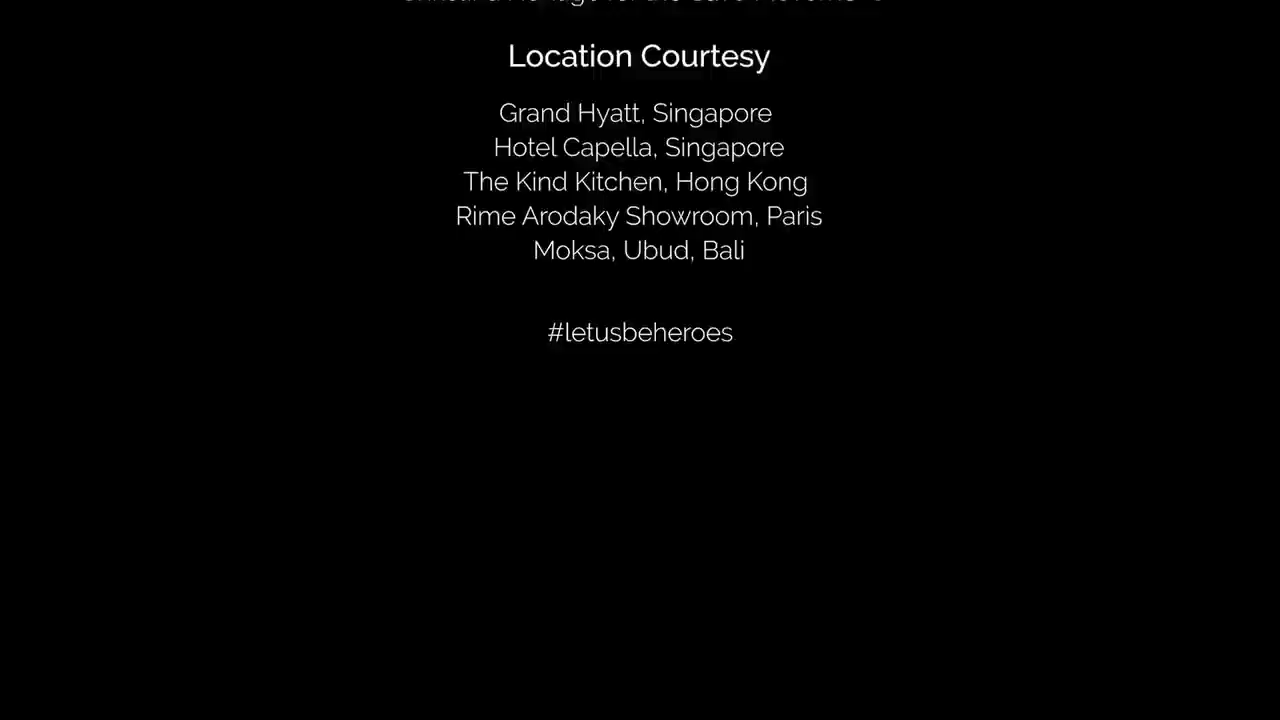 Location Courtesy
Grand Hyatt, Singapore
Hotel Capella, Singapore
The Kind Kitchen, Hong Kong
Rime Arodaky Showroom, Paris
Moksa, Ubud, Bali
#letusbeheroes